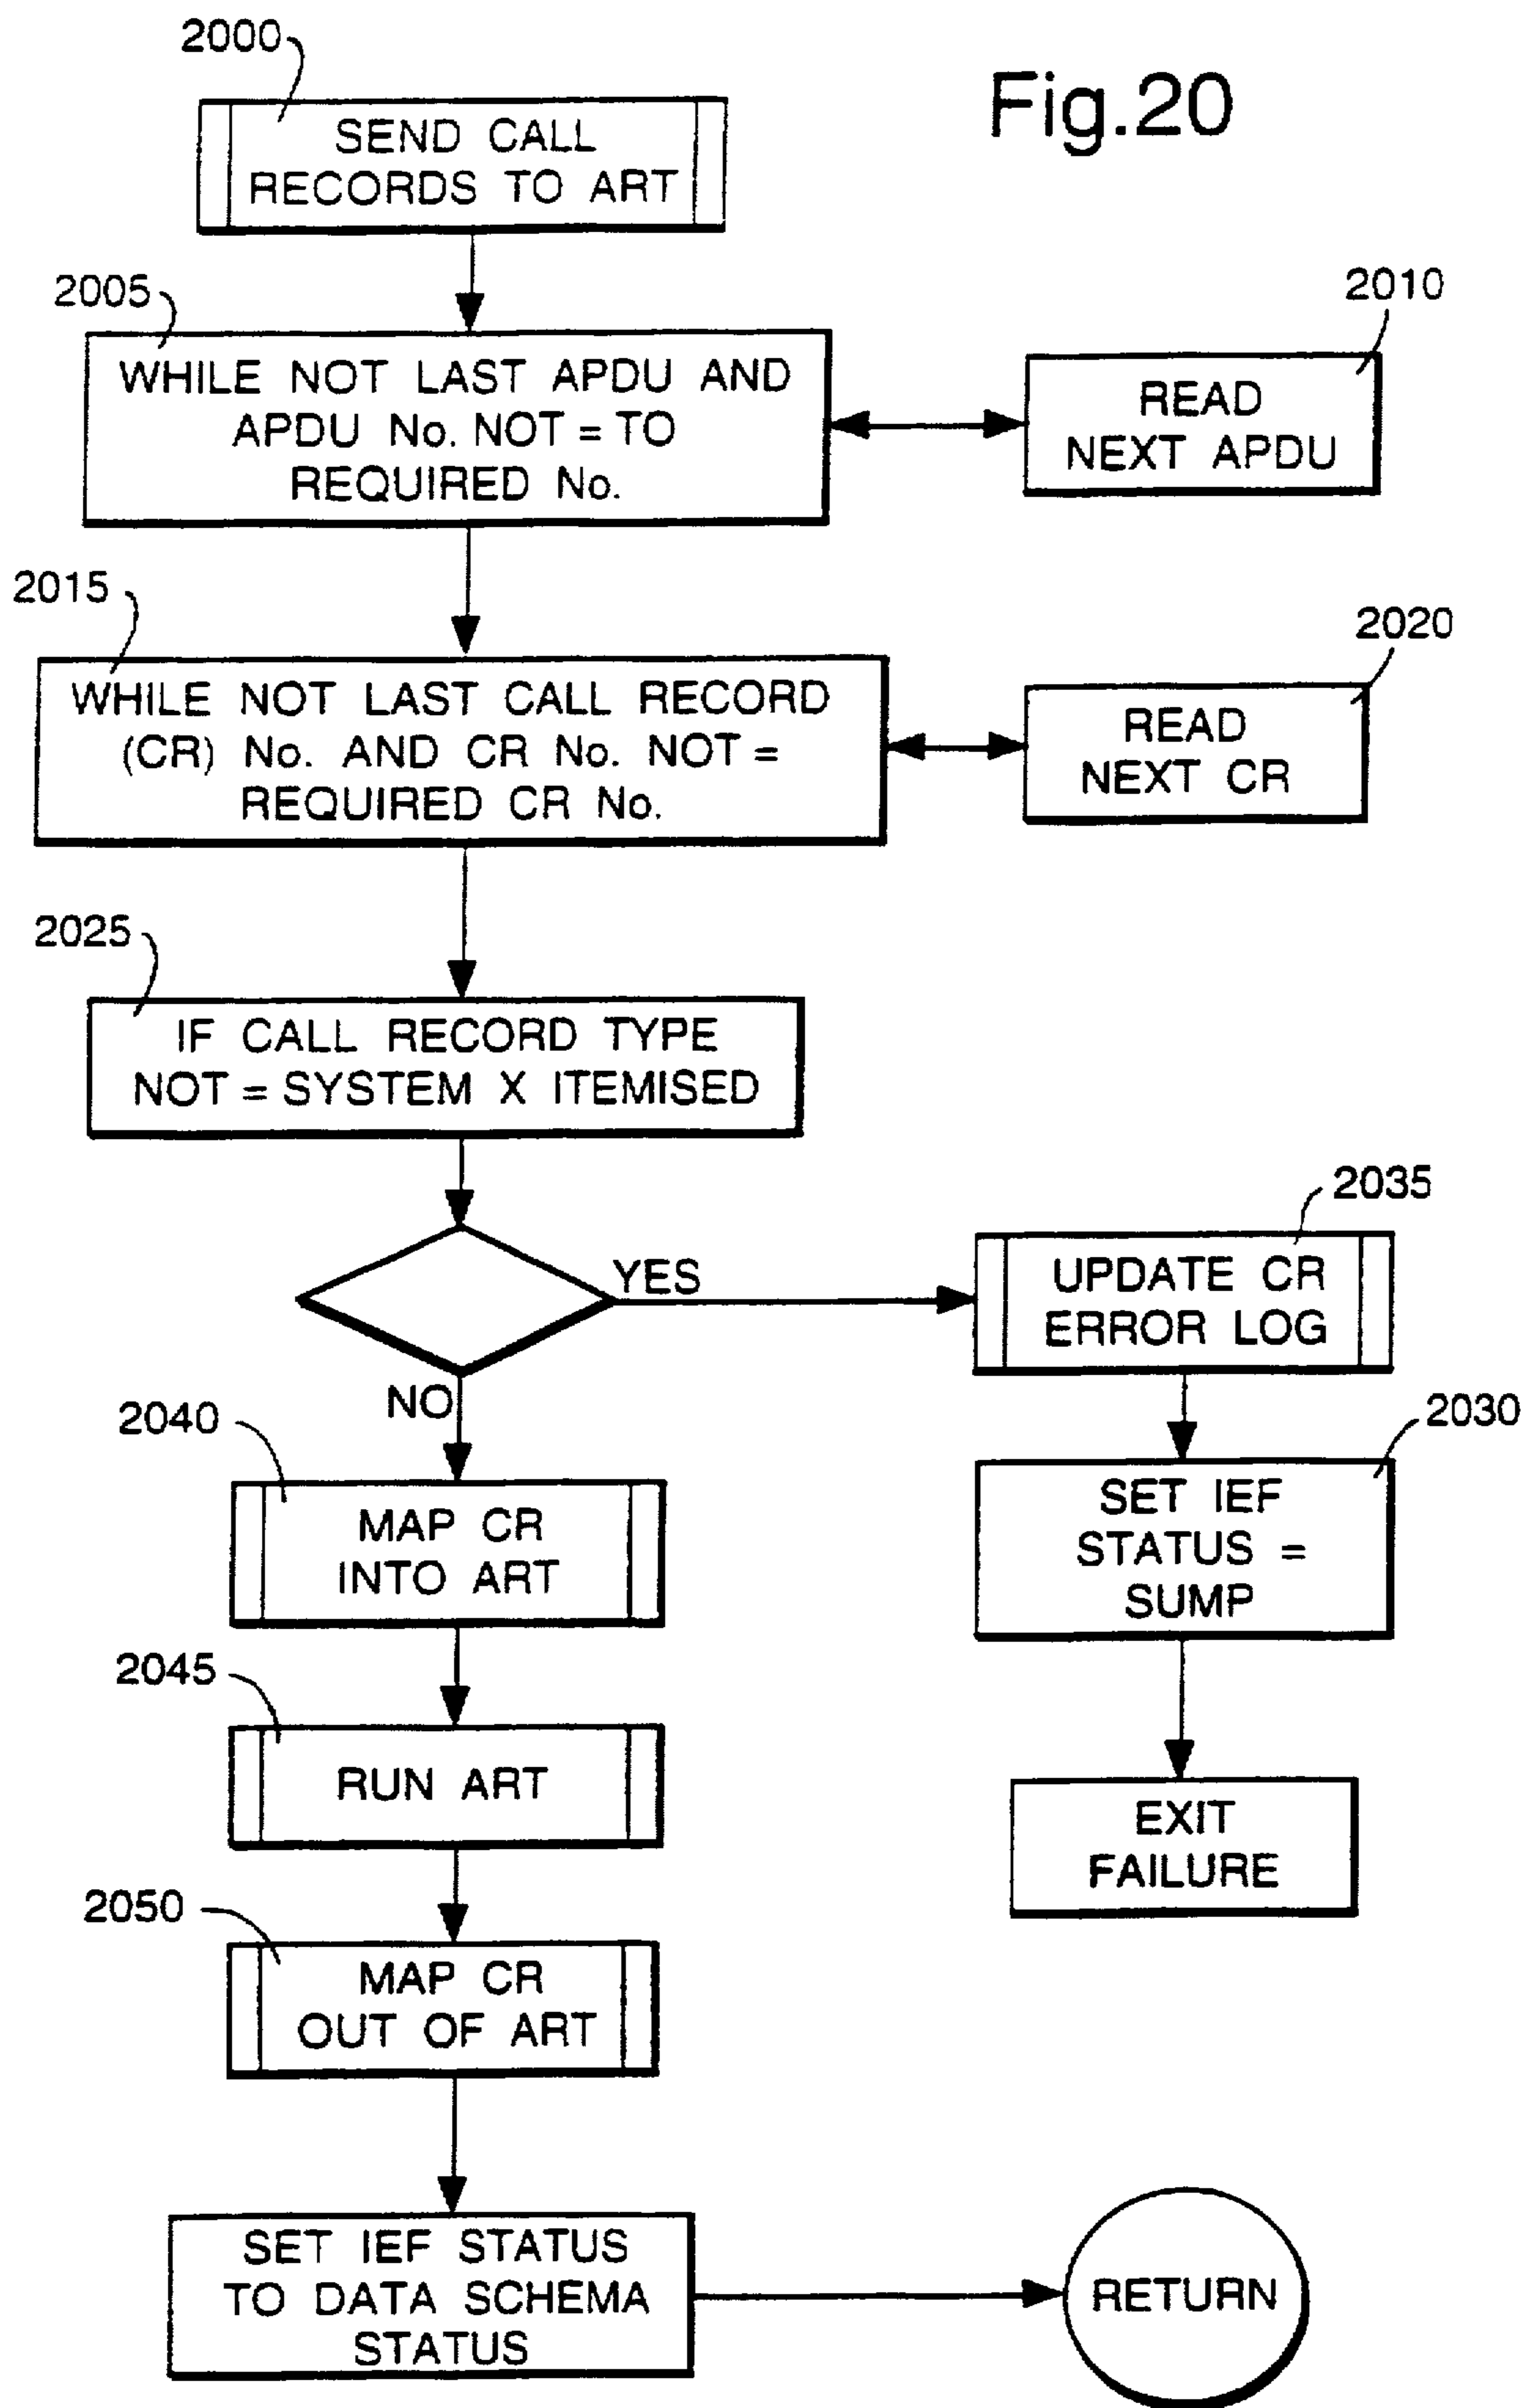 Fig.20
2000
SEND CALL
RECORDS TO ART
2005
WHILE NOT LAST APDU AND
APDU No. NOT = TO
REQUIRED No.
2010
READ
NEXT APDU
2015
WHILE NOT LAST CALL RECORD
(CR) No. AND CR No. NOT =
REQUIRED CR No.
2020
READ
NEXT CR
2025
IF CALL RECORD TYPE
NOT = SYSTEM X ITEMISED
YES
2035
UPDATE CR
ERROR LOG
NO
2030
SET IEF
STATUS =
SUMP
2040
MAP CR
INTO ART
2045
RUN ART
EXIT
FAILURE
2050
MAP CR
OUT OF ART
SET IEF STATUS
TO DATA SCHEMA
STATUS
RETURN